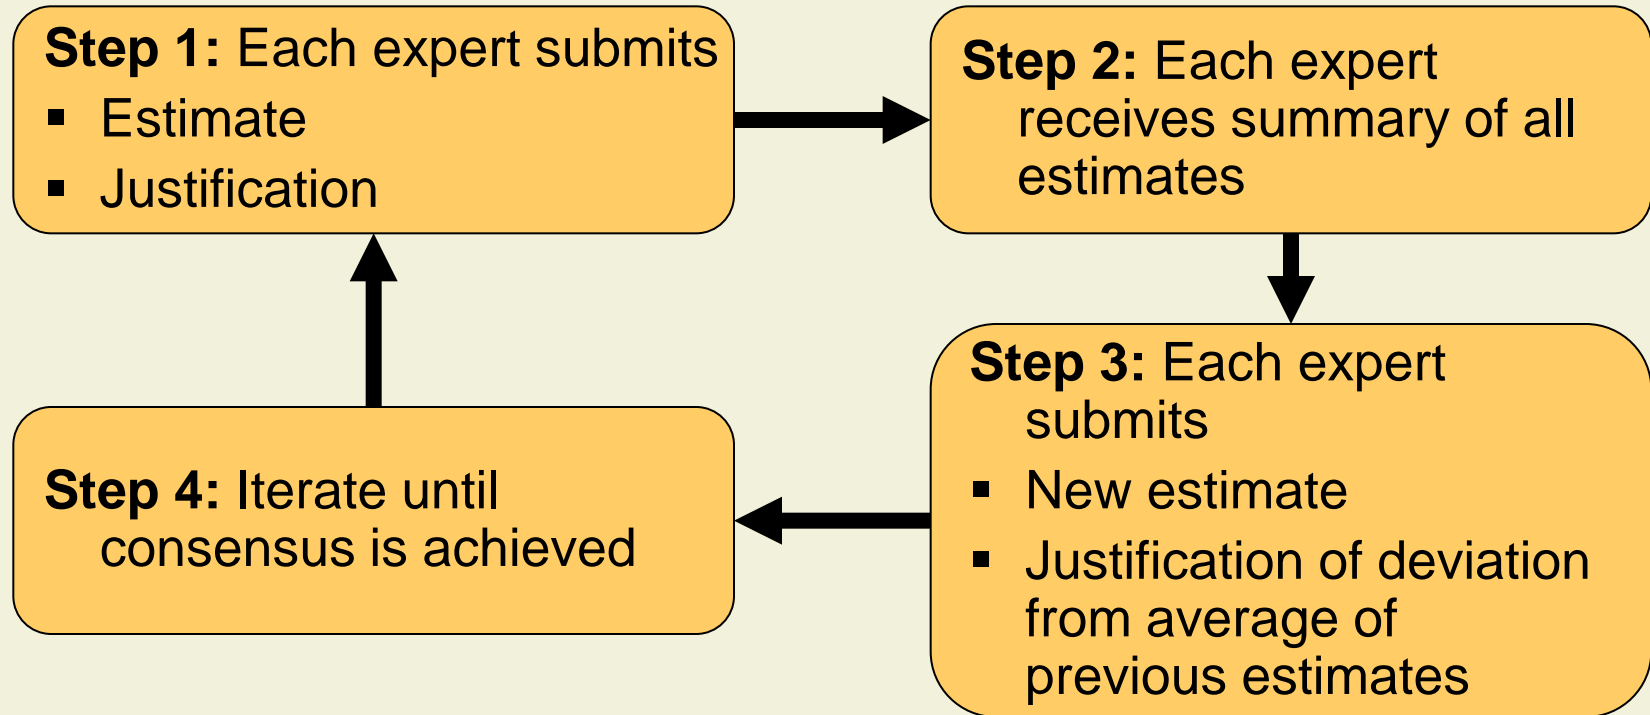 Step 1: Each expert submits
▪ Estimate
▪ Justification
Step 2: Each expert
receives summary of all
estimates
Step 3: Each expert
submits
▪ New estimate
▪ Justification of deviation
from average of
previous estimates
Step 4: Iterate until
consensus is achieved